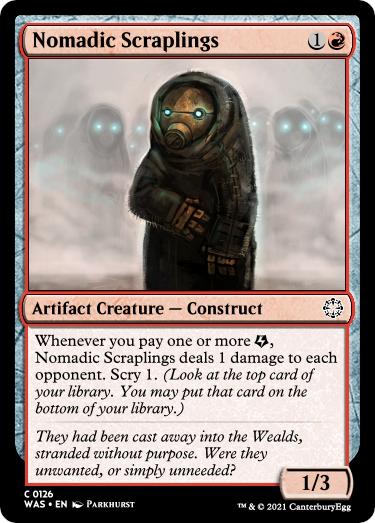 Nomadic Scraplings 1
Artifact Creature — Construct
Whenever you pay one or more ,
Nomadic Scraplings deals 1 damage to each
opponent. Scry 1. (Look at the top card of
your library. You may put that card on the
bottom of your library.)
They had been cast away into the Wealds,
stranded without purpose. Were they
unwanted, or simply unneeded?
1/3
C 0126
WAS • EN PARKHURST
™ & © 2021 CanterburyEgg